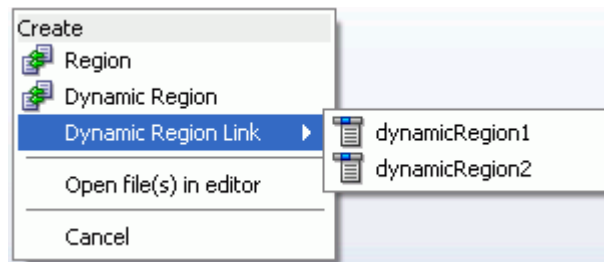 Create
Region
Dynamic Region
Dynamic Region Link
dynamicRegion1
dynamicRegion2
Open file(s) in editor
Cancel